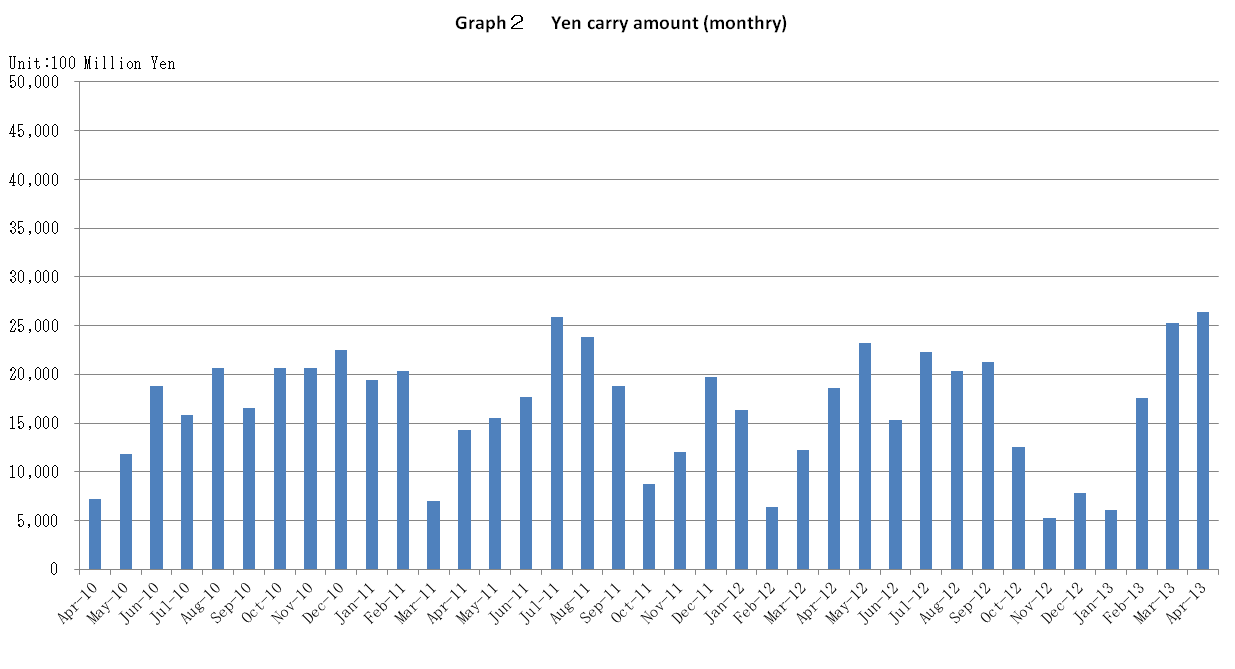 Graph２ Yen carry amount (monthry)
Unit:100 Million Yen
50,000
45,000
40,000
35,000
30,000
25,000
20,000
15,000
10,000
5,000
0
Apr-10
May-10
Jun-10
Jul-10
Aug-10
Sep-10
Oct-10
Nov-10
Dec-10
Jan-11
Feb-11
Mar-11
Apr-11
May-11
Jun-11
Jul-11
Aug-11
Sep-11
Oct-11
Nov-11
Dec-11
Jan-12
Feb-12
Mar-12
Apr-12
May-12
Jun-12
Jul-12
Aug-12
Sep-12
Oct-12
Nov-12
Dec-12
Jan-13
Feb-13
Mar-13
Apr-13